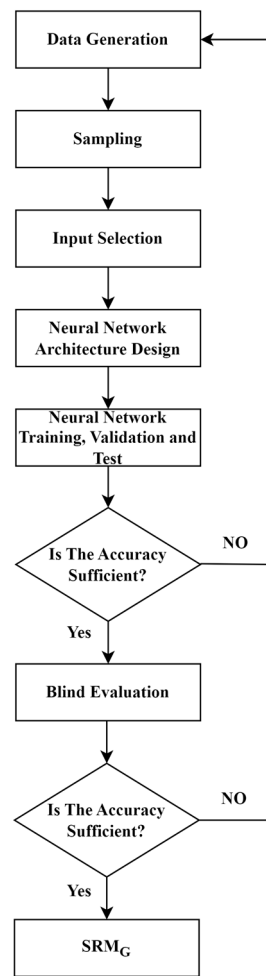 Data Generation
Sampling
Input Selection
Neural Network
Architecture Design
Neural Network
Training, Validation and
Test
Is The Accuracy
Sufficient?
NO
Yes
Blind Evaluation
Is The Accuracy
Sufficient?
NO
Yes
SRM_G